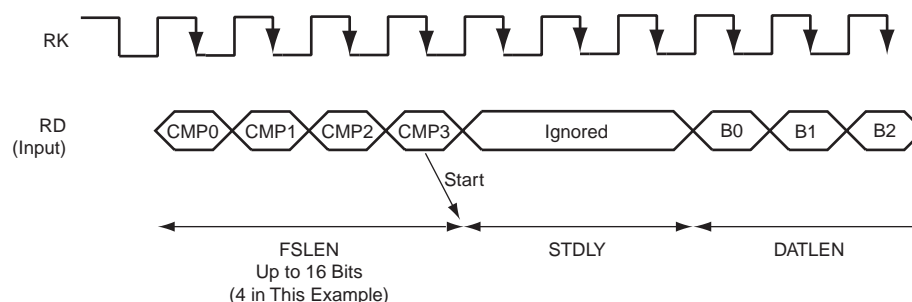 RK
RD
(Input)
CMP0 CMP1 CMP2 CMP3 Ignored B0 B1 B2
Start
FSLEN STDLY DATLEN
Up to 16 Bits
(4 in This Example)